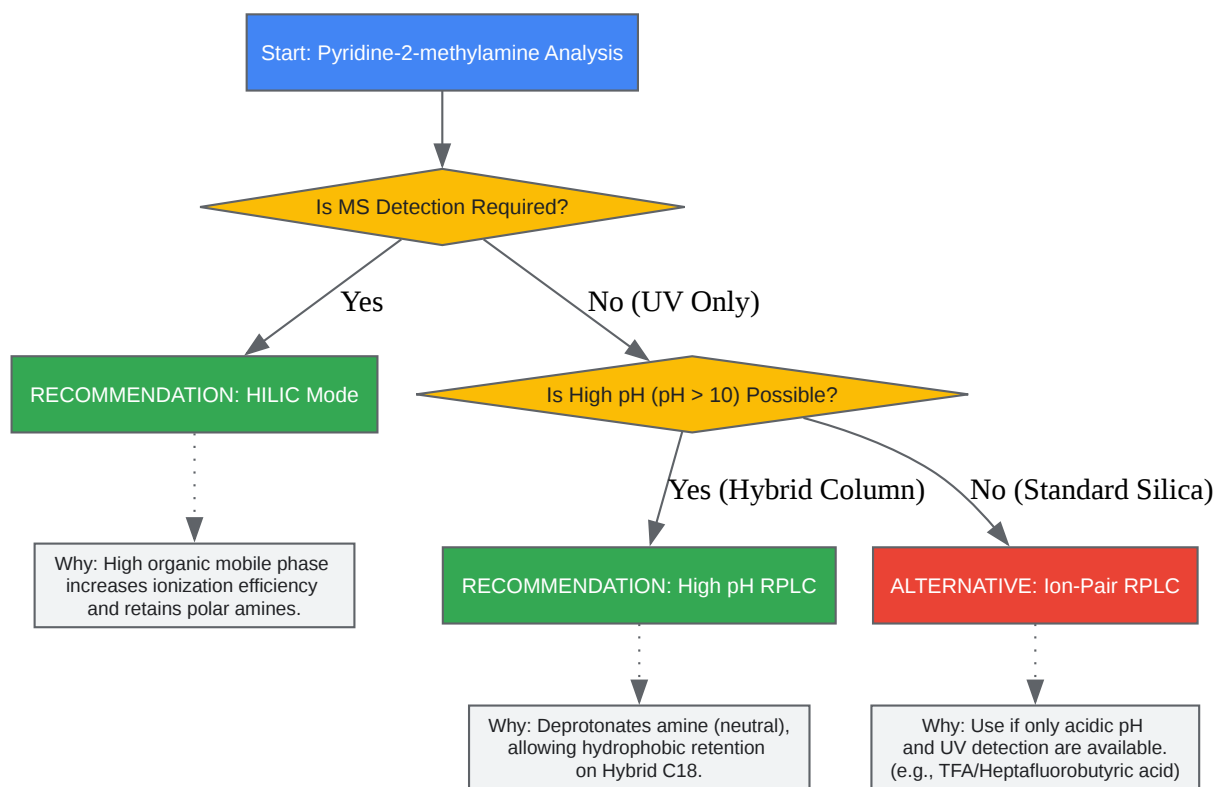 Start: Pyridine-2-methylamine Analysis
Is MS Detection Required?
Yes
No (UV Only)
RECOMMENDATION: HILIC Mode
Is High pH (pH > 10) Possible?
Yes (Hybrid Column)
No (Standard Silica)
Why: High organic mobile phase
increases ionization efficiency
and retains polar amines.
RECOMMENDATION: High pH RPLC
ALTERNATIVE: Ion-Pair RPLC
Why: Deprotonates amine (neutral),
allowing hydrophobic retention
on Hybrid C18.
Why: Use if only acidic pH
and UV detection are available.
(e.g., TFA/Heptafluorobutyric acid)